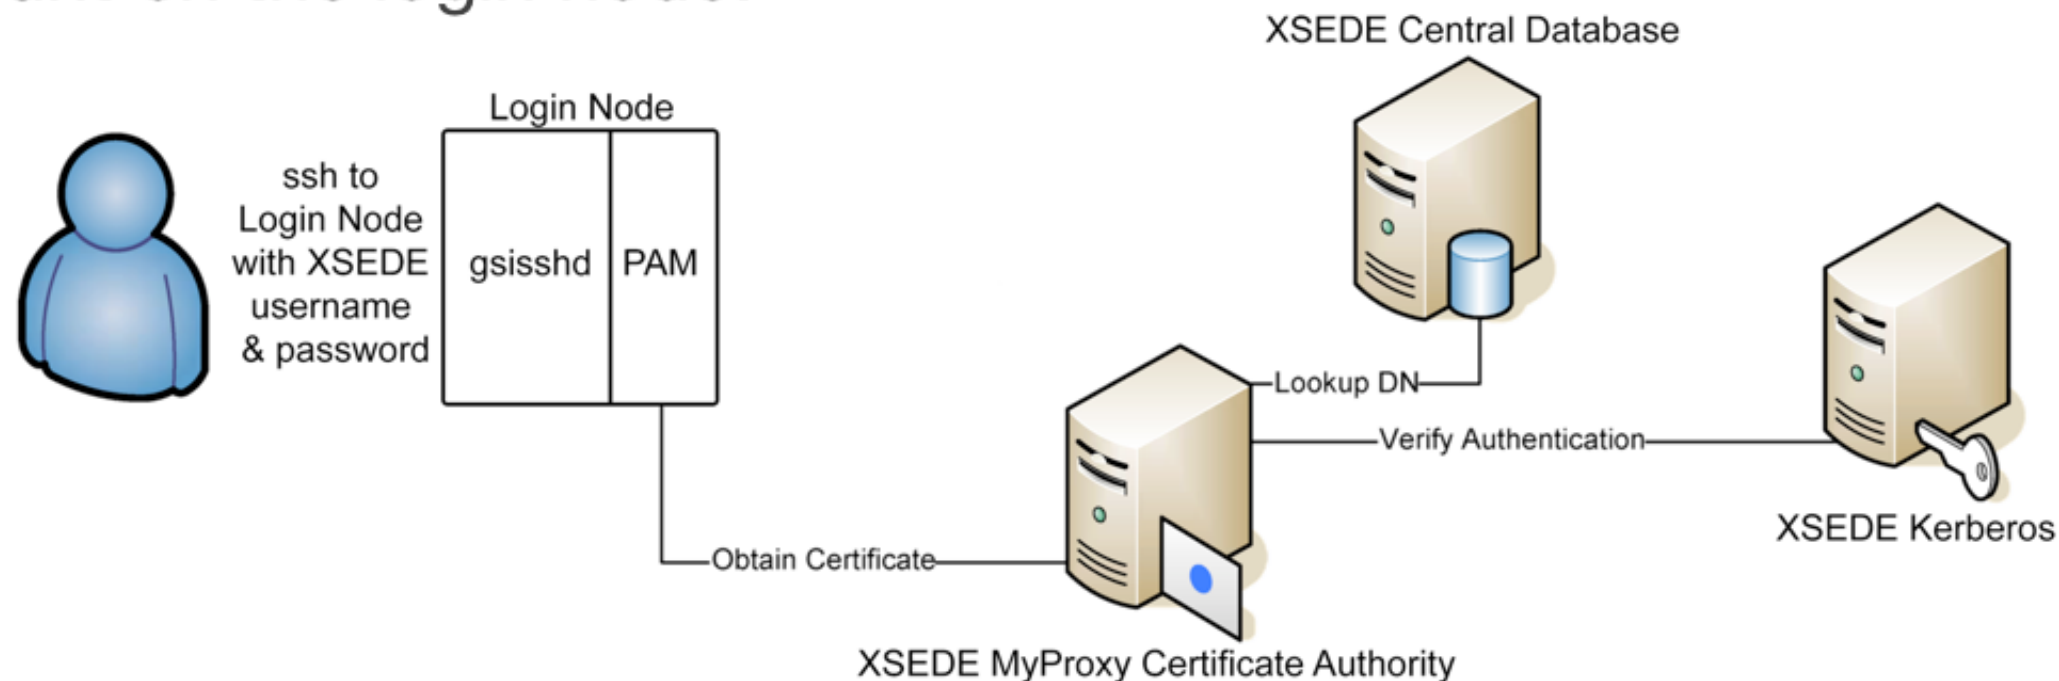 XSEDE Central Database
Login Node
ssh to
Login Node
with XSEDE
username
& password
gsisshd
PAM
Lookup DN
Verify Authentication
XSEDE Kerberos
Obtain Certificate
XSEDE MyProxy Certificate Authority